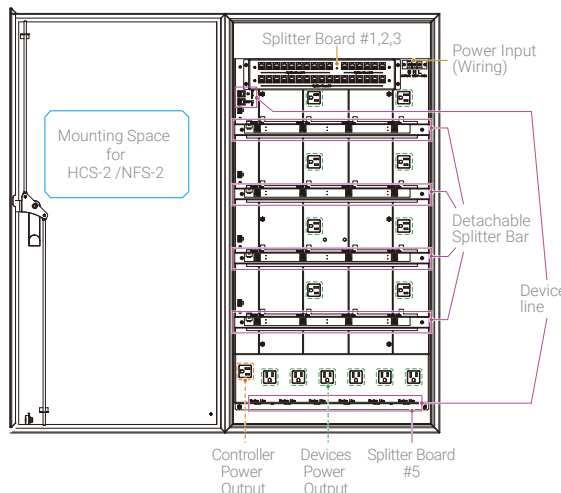 Splitter Board #1,2,3
Power Input
(Wiring)
Mounting Space
for
HCS-2 /NFS-2
Detachable
Splitter Bar
Device
line
Controller
Power
Output
Devices
Power
Output
Splitter Board
#5